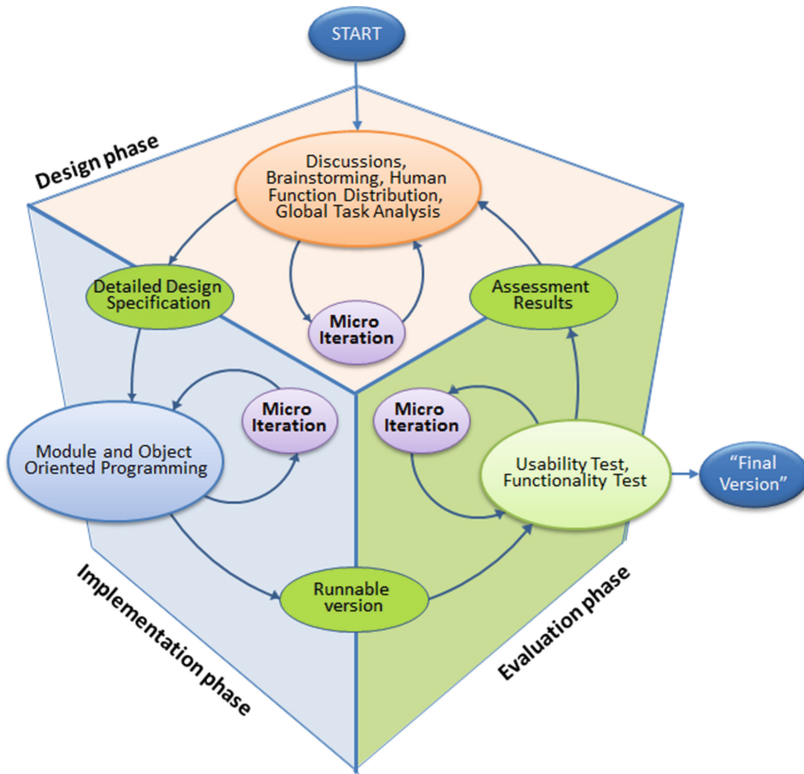 START
Design phase
Discussions,
Brainstorming, Human
Function Distribution,
Global Task Analysis
Detailed Design
Specification
Assessment
Results
Micro
Iteration
Micro
Iteration
Micro
Iteration
Module and Object
Oriented Programming
Usability Test,
Functionality Test
“Final
Version”
Runnable
version
Implementation phase
Evaluation phase